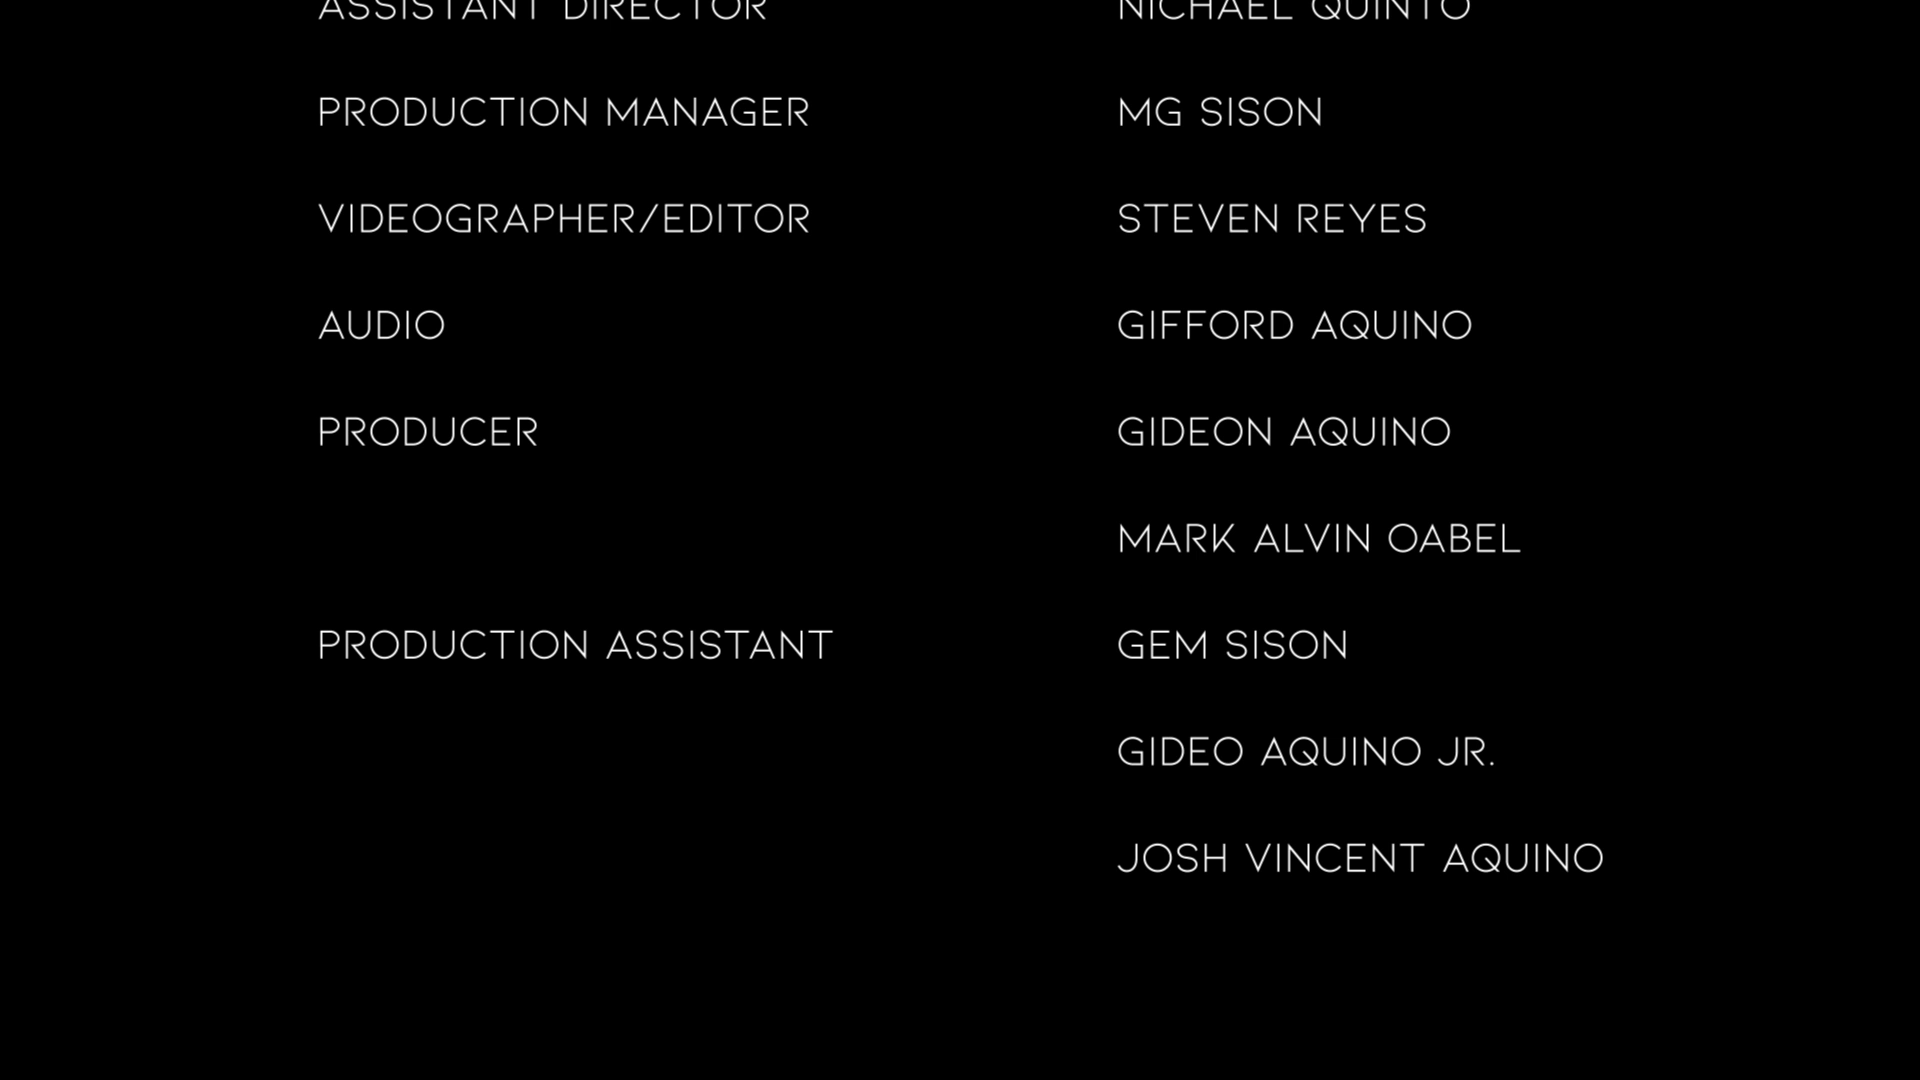 ASSISTANT DIRECTOR NICHAEL QUINTO
PRODUCTION MANAGER MG SISON
VIDEOGRAPHER/EDITOR STEVEN REYES
AUDIO GIFFORD AQUINO
PRODUCER GIDEON AQUINO
MARK ALVIN OABEL
PRODUCTION ASSISTANT GEM SISON
GIDEO AQUINO JR.
JOSH VINCENT AQUINO